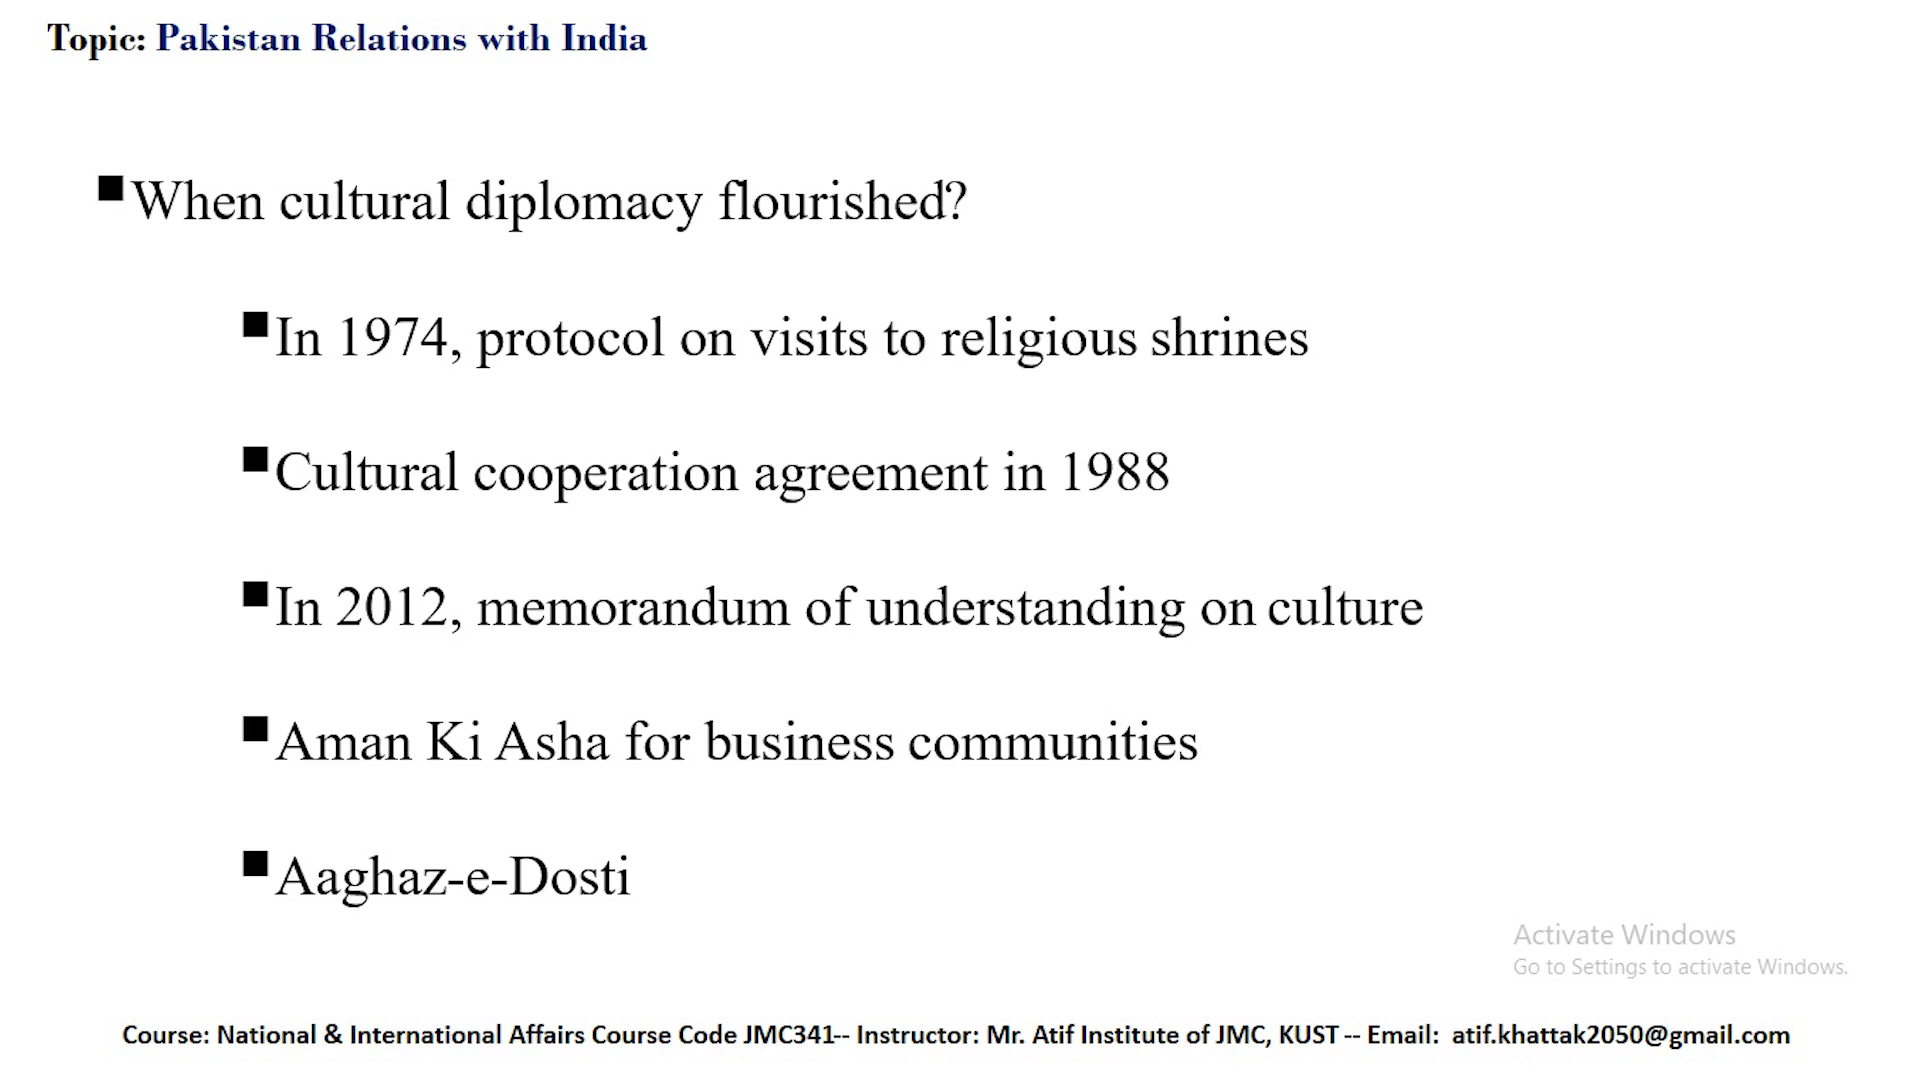 Topic: Pakistan Relations with India
When cultural diplomacy flourished?
In 1974, protocol on visits to religious shrines
Cultural cooperation agreement in 1988
In 2012, memorandum of understanding on culture
Aman Ki Asha for business communities
Aaghaz-e-Dosti
Activate Windows
Go to Settings to activate Windows.
Course: National & International Affairs Course Code JMC341-- Instructor: Mr. Atif Institute of JMC, KUST -- Email: atif.khattak2050@gmail.com